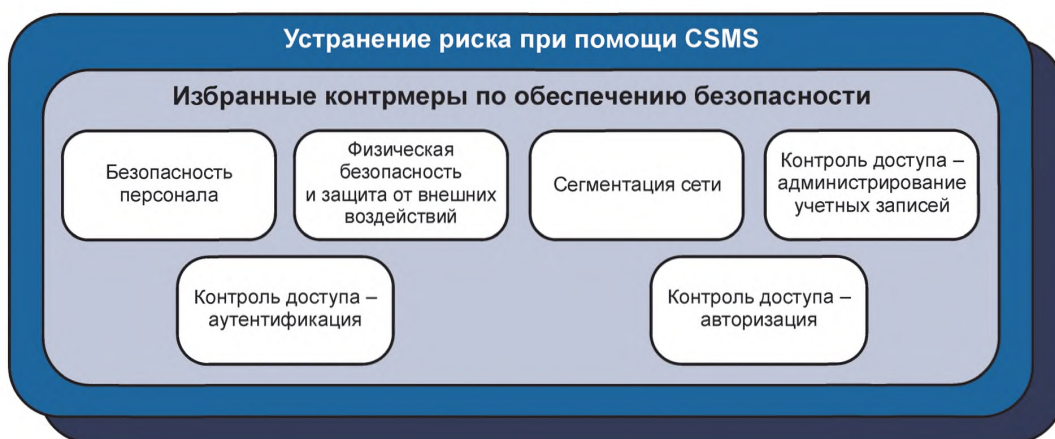 Устранение риска при помощи CSMS
Избранные контрмеры по обеспечению безопасности
Безопасность
персонала
Физическая
безопасность
и защита от внешних
воздействий
Сегментация сети
Контроль доступа –
администрирование
учетных записей
Контроль доступа –
аутентификация
Контроль доступа –
авторизация